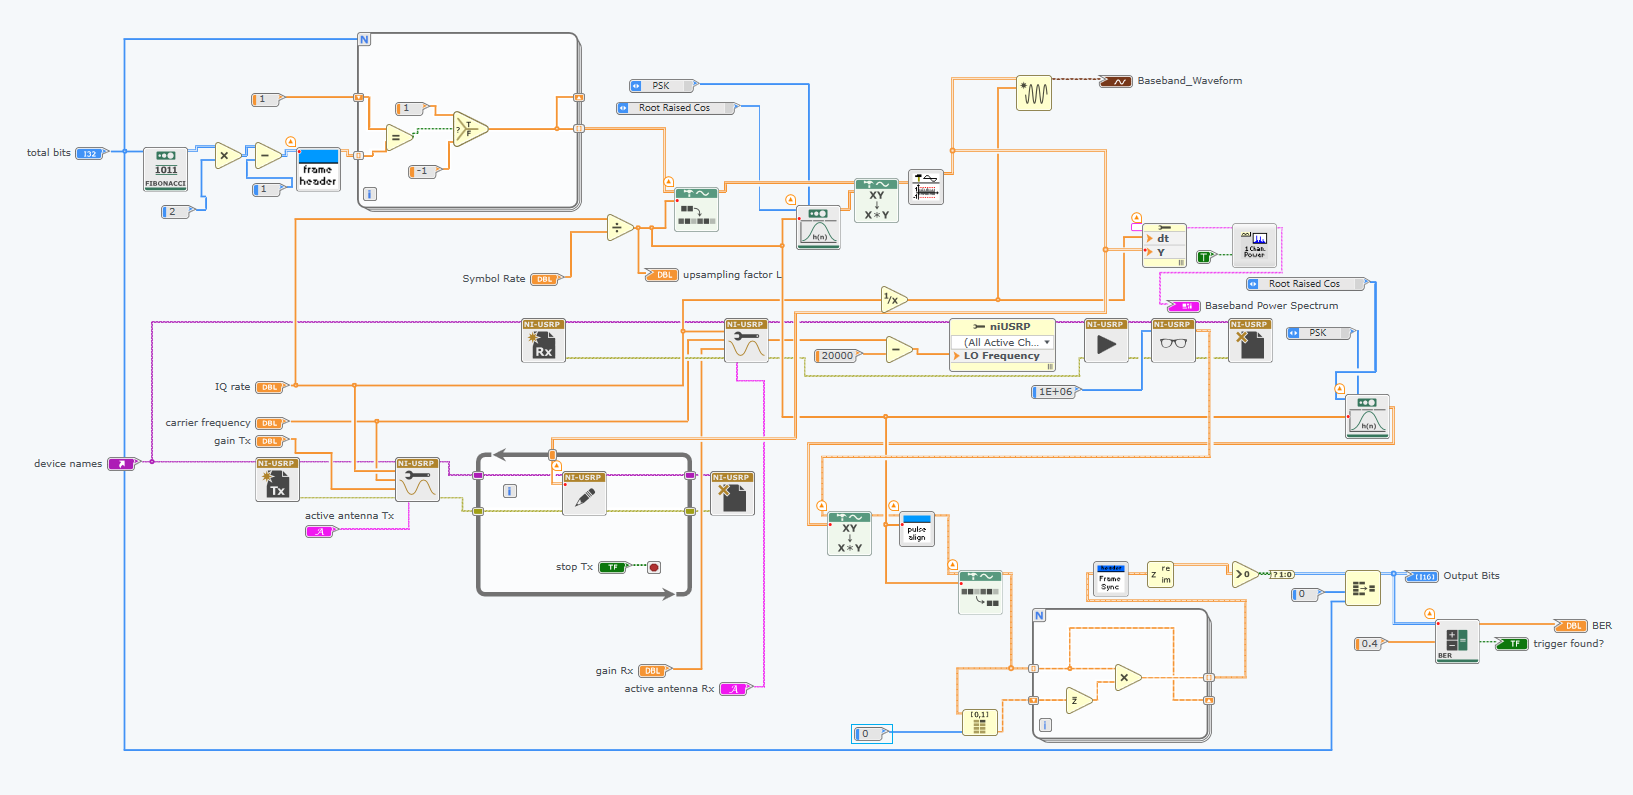 N
PSK
Root Raised Cos
Baseband_Waveform
1
1
T
F
?
=
-1
total bits
I32
1011
FIBONACCI
×
−
1
2
frame
header
i
XY
X*Y
h(n)
÷
Symbol Rate
DBL
DBL
upsampling factor L
dt
Y
T
1 Chan.
Power
Root Raised Cos
Baseband Power Spectrum
1/x
NI-USRP
Rx
NI-USRP
niUSRP
(All Active Ch...
LO Frequency
NI-USRP
NI-USRP
NI-USRP
PSK
20000
−
1E+06
IQ rate
DBL
carrier frequency
DBL
gain Tx
DBL
h(n)
device names
NI-USRP
Tx
NI-USRP
i
NI-USRP
NI-USRP
active antenna Tx
A
XY
X*Y
pulse
align
stop Tx
TF
header
Frame
Sync
z
re
im
>0
?1:0
0
[I16]
Output Bits
N
0.4
BER
DBL
BER
TF
trigger found?
gain Rx
DBL
active antenna Rx
A
×
z
[0,1]
i
0